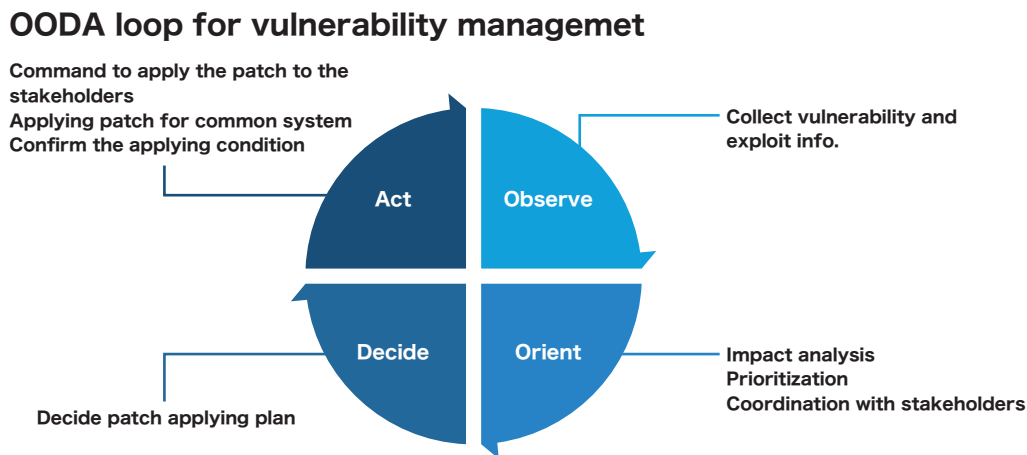 OODA loop for vulnerability managemet
Command to apply the patch to the
stakeholders
Applying patch for common system
Confirm the applying condition
Collect vulnerability and
exploit info.
Act
Observe
Decide
Orient
Impact analysis
Prioritization
Coordination with stakeholders
Decide patch applying plan